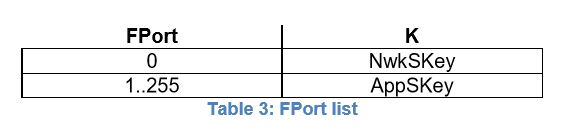 FPort K
0 NwkSKey
1..255 AppSKey
Table 3: FPort list